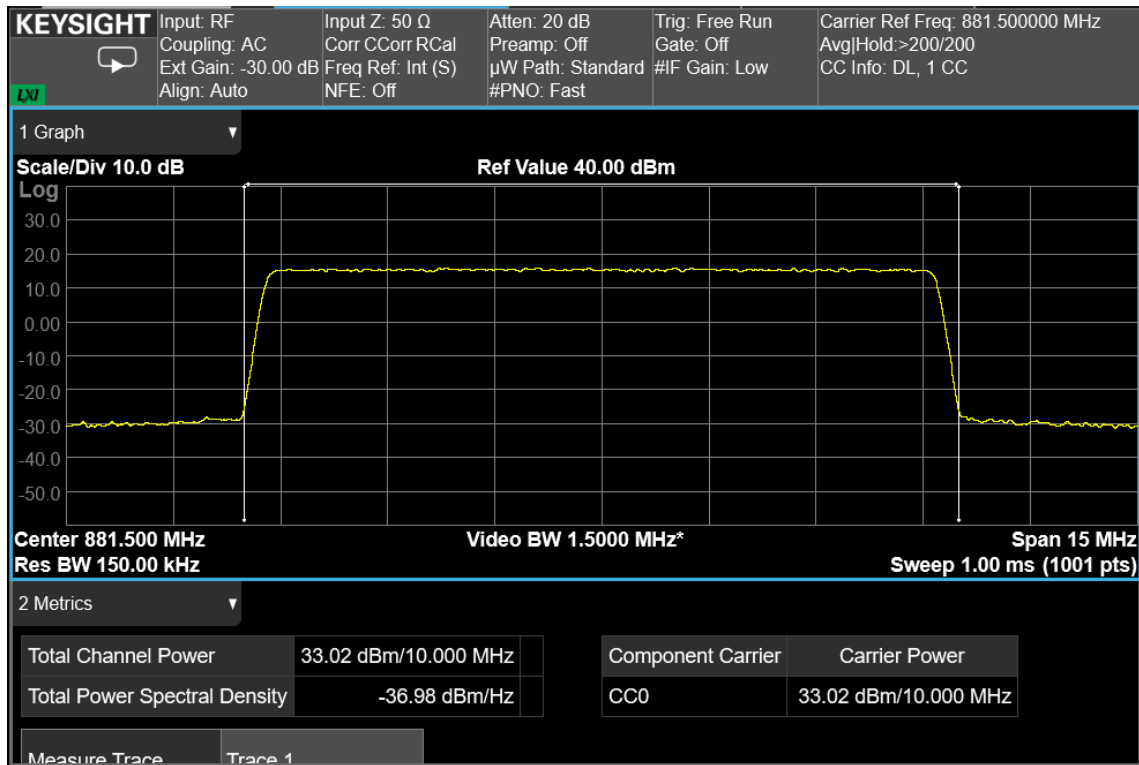 KEYSIGHT
Input: RF
Coupling: AC
Ext Gain: -30.00 dB
Align: Auto
Input Z: 50 Ω
Corr CCorr RCal
Freq Ref: Int (S)
NFE: Off
Atten: 20 dB
Preamp: Off
µW Path: Standard
#PNO: Fast
Trig: Free Run
Gate: Off
#IF Gain: Low
Carrier Ref Freq: 881.500000 MHz
Avg|Hold:>200/200
CC Info: DL, 1 CC
LXI
1 Graph
Scale/Div 10.0 dB
Ref Value 40.00 dBm
Log
30.0
20.0
10.0
0.00
-10.0
-20.0
-30.0
-40.0
-50.0
Center 881.500 MHz
Video BW 1.5000 MHz*
Span 15 MHz
Res BW 150.00 kHz
Sweep 1.00 ms (1001 pts)
2 Metrics
Total Channel Power 33.02 dBm/10.000 MHz
Total Power Spectral Density -36.98 dBm/Hz
Component Carrier Carrier Power
CC0 33.02 dBm/10.000 MHz
Measure Trace Trace 1